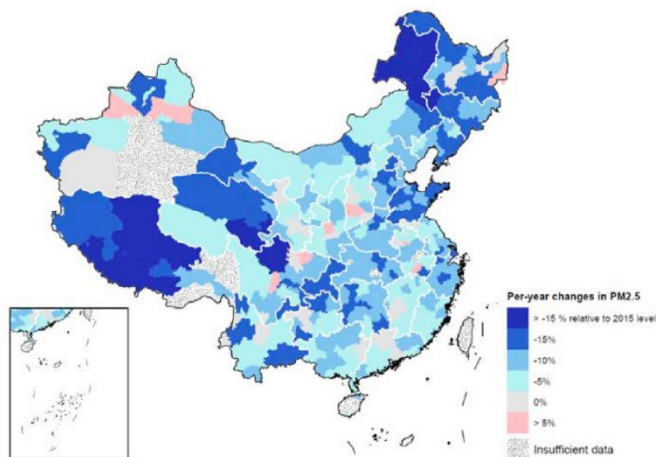 Per-year changes in PM2.5
> -15 % relative to 2015 level
-15%
-10%
-5%
0%
> 5%
Insufficient data